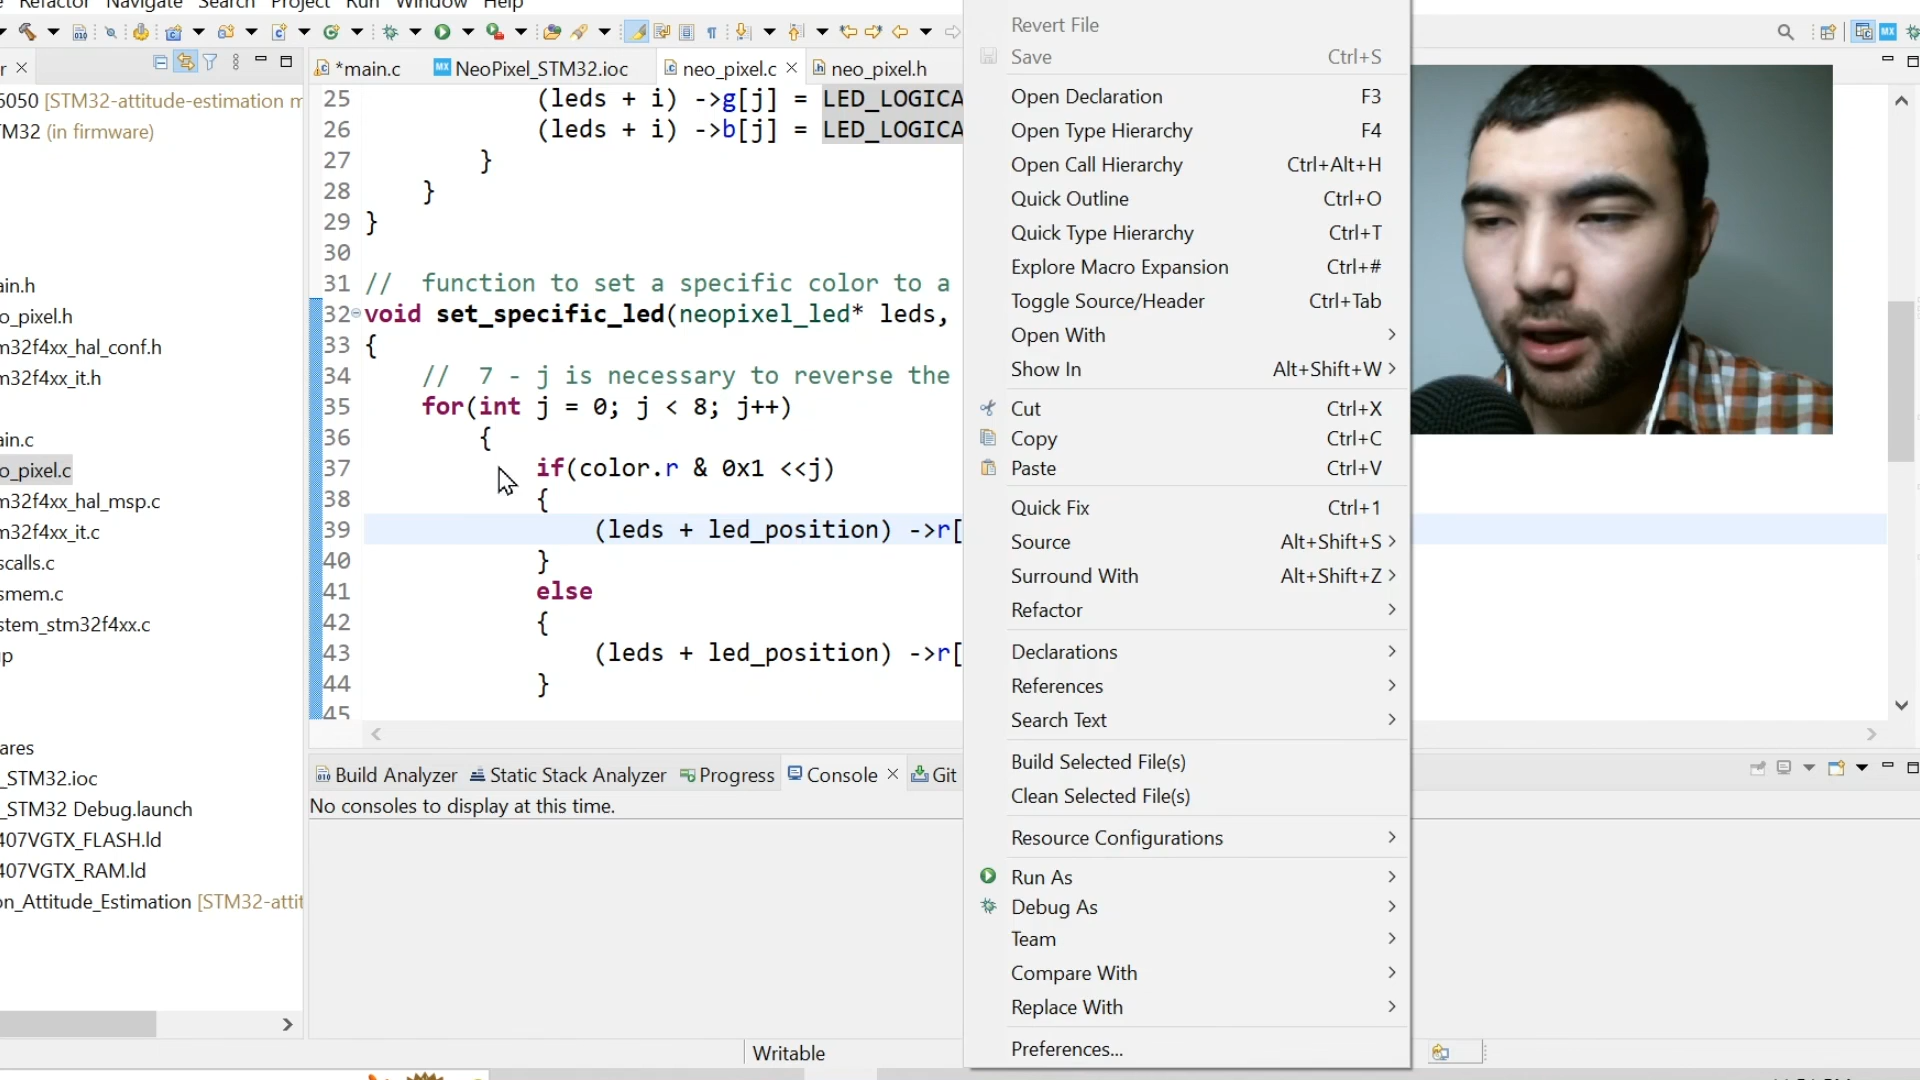 Refactor Navigate Search Project Run Window Help
r
*main.c NeoPixel_STM32.ioc neo_pixel.c neo_pixel.h
5050 [STM32-attitude-estimation m
TM32 (in firmware)
ain.h
o_pixel.h
m32f4xx_hal_conf.h
m32f4xx_it.h
ain.c
o_pixel.c
m32f4xx_hal_msp.c
m32f4xx_it.c
scalls.c
smem.c
stem_stm32f4xx.c
p
ares
_STM32.ioc
_STM32 Debug.launch
407VGTX_FLASH.ld
407VGTX_RAM.ld
on_Attitude_Estimation [STM32-attit
25 (leds + i) ->g[j] = LED_LOGICA
26 (leds + i) ->b[j] = LED_LOGICA
27 }
28 }
29 }
30
31 // function to set a specific color to a
32 void set_specific_led(neopixel_led* leds,
33 {
34 // 7 - j is necessary to reverse the
35 for(int j = 0; j < 8; j++)
36 {
37 if(color.r & 0x1 <<j)
38 {
39 (leds + led_position) ->r[
40 }
41 else
42 {
43 (leds + led_position) ->r[
44 }
45
Build Analyzer Static Stack Analyzer Progress Console Git
No consoles to display at this time.
Writable
Revert File
Save Ctrl+S
Open Declaration F3
Open Type Hierarchy F4
Open Call Hierarchy Ctrl+Alt+H
Quick Outline Ctrl+O
Quick Type Hierarchy Ctrl+T
Explore Macro Expansion Ctrl+#
Toggle Source/Header Ctrl+Tab
Open With
Show In Alt+Shift+W
Cut Ctrl+X
Copy Ctrl+C
Paste Ctrl+V
Quick Fix Ctrl+1
Source Alt+Shift+S
Surround With Alt+Shift+Z
Refactor
Declarations
References
Search Text
Build Selected File(s)
Clean Selected File(s)
Resource Configurations
Run As
Debug As
Team
Compare With
Replace With
Preferences...